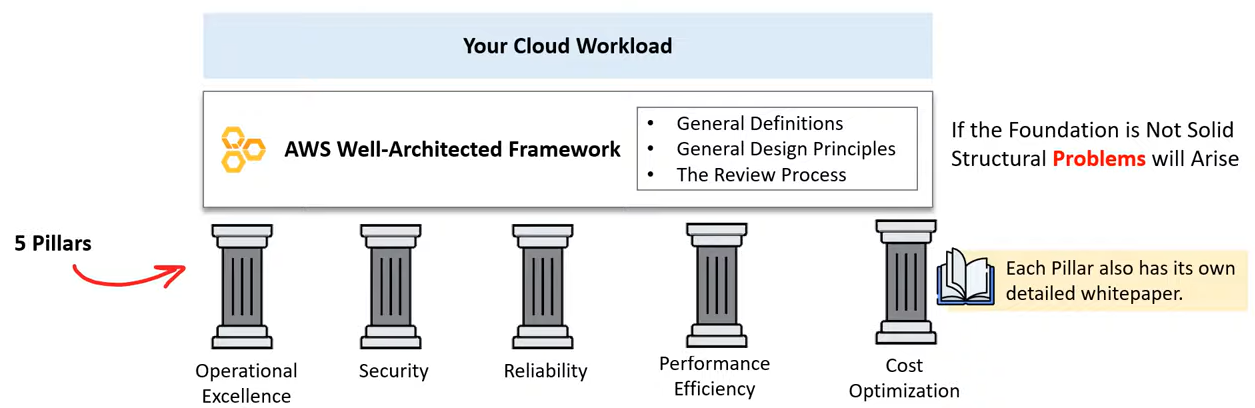 Your Cloud Workload
AWS Well-Architected Framework
• General Definitions
• General Design Principles
• The Review Process
If the Foundation is Not Solid
Structural Problems will Arise
5 Pillars
Each Pillar also has its own
detailed whitepaper.
Operational
Excellence
Security
Reliability
Performance
Efficiency
Cost
Optimization